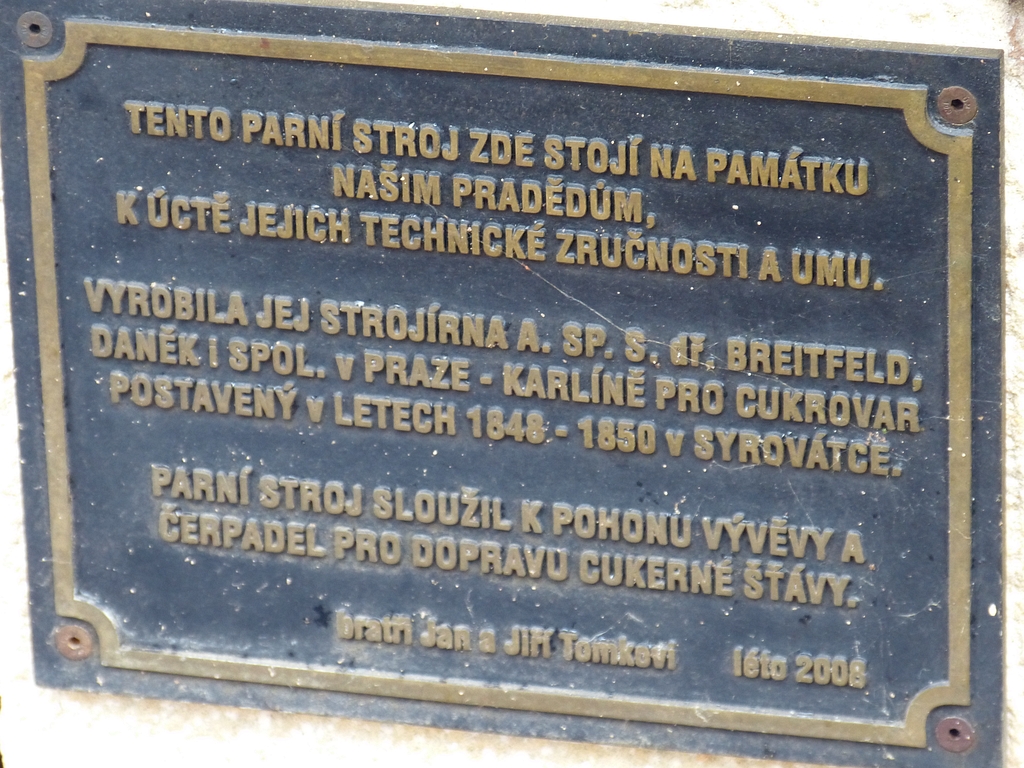 TENTO PARNÍ STROJ ZDE STOJÍ NA PAMÁTKU
NAŠIM PRADĚDŮM,
K ÚCTĚ JEJICH TECHNICKÉ ZRUČNOSTI A UMU.
VYROBILA JEJ STROJÍRNA A. SP. S. dř. BREITFELD,
DANĚK i SPOL. v PRAZE - KARLÍNĚ PRO CUKROVAR
POSTAVENÝ v LETECH 1848 - 1850 v SYROVÁTCE.
PARNÍ STROJ SLOUŽIL K POHONU VÝVĚVY A
ČERPADEL PRO DOPRAVU CUKERNÉ ŠŤÁVY.
bratři Jan a Jiří Tomkovi léto 2008